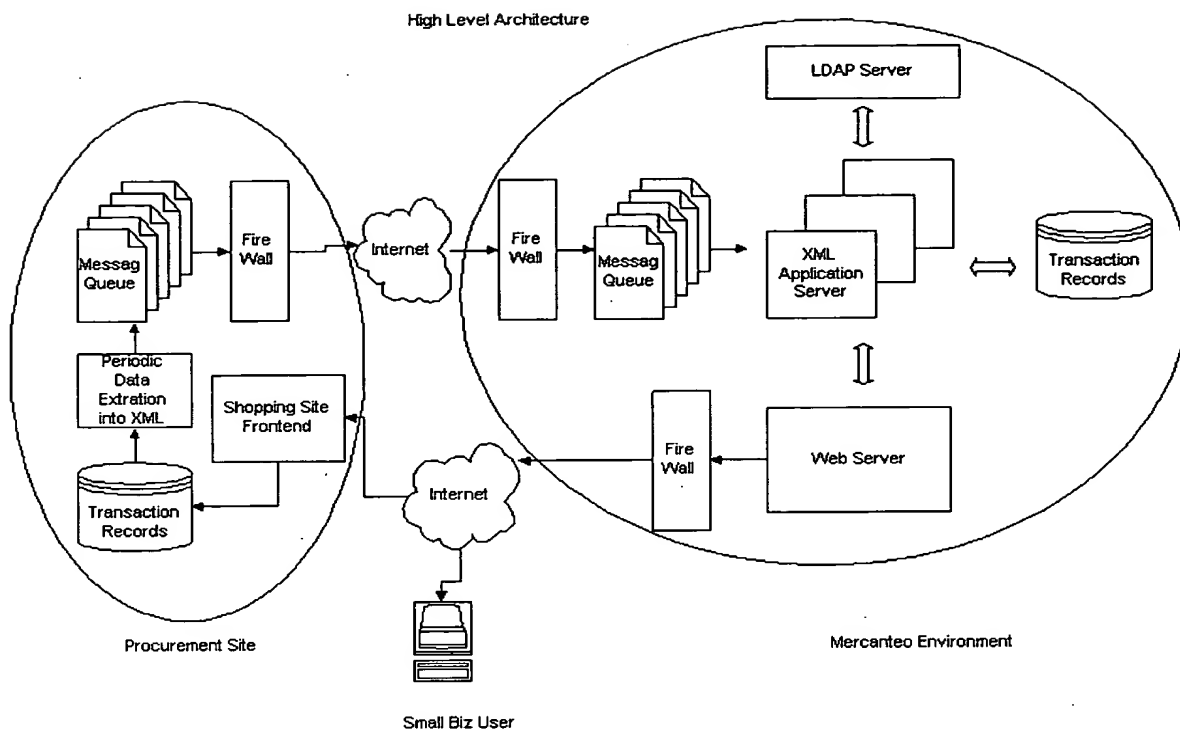 High Level Architecture
LDAP Server
Messag
Queue
Fire
Wall
Internet
Fire
Wall
Messag
Queue
XML
Application
Server
Transaction
Records
Periodic
Data
Extration
into XML
Shopping Site
Frontend
Transaction
Records
Internet
Fire
Wall
Web Server
Procurement Site
Mercanteo Environment
Small Biz User